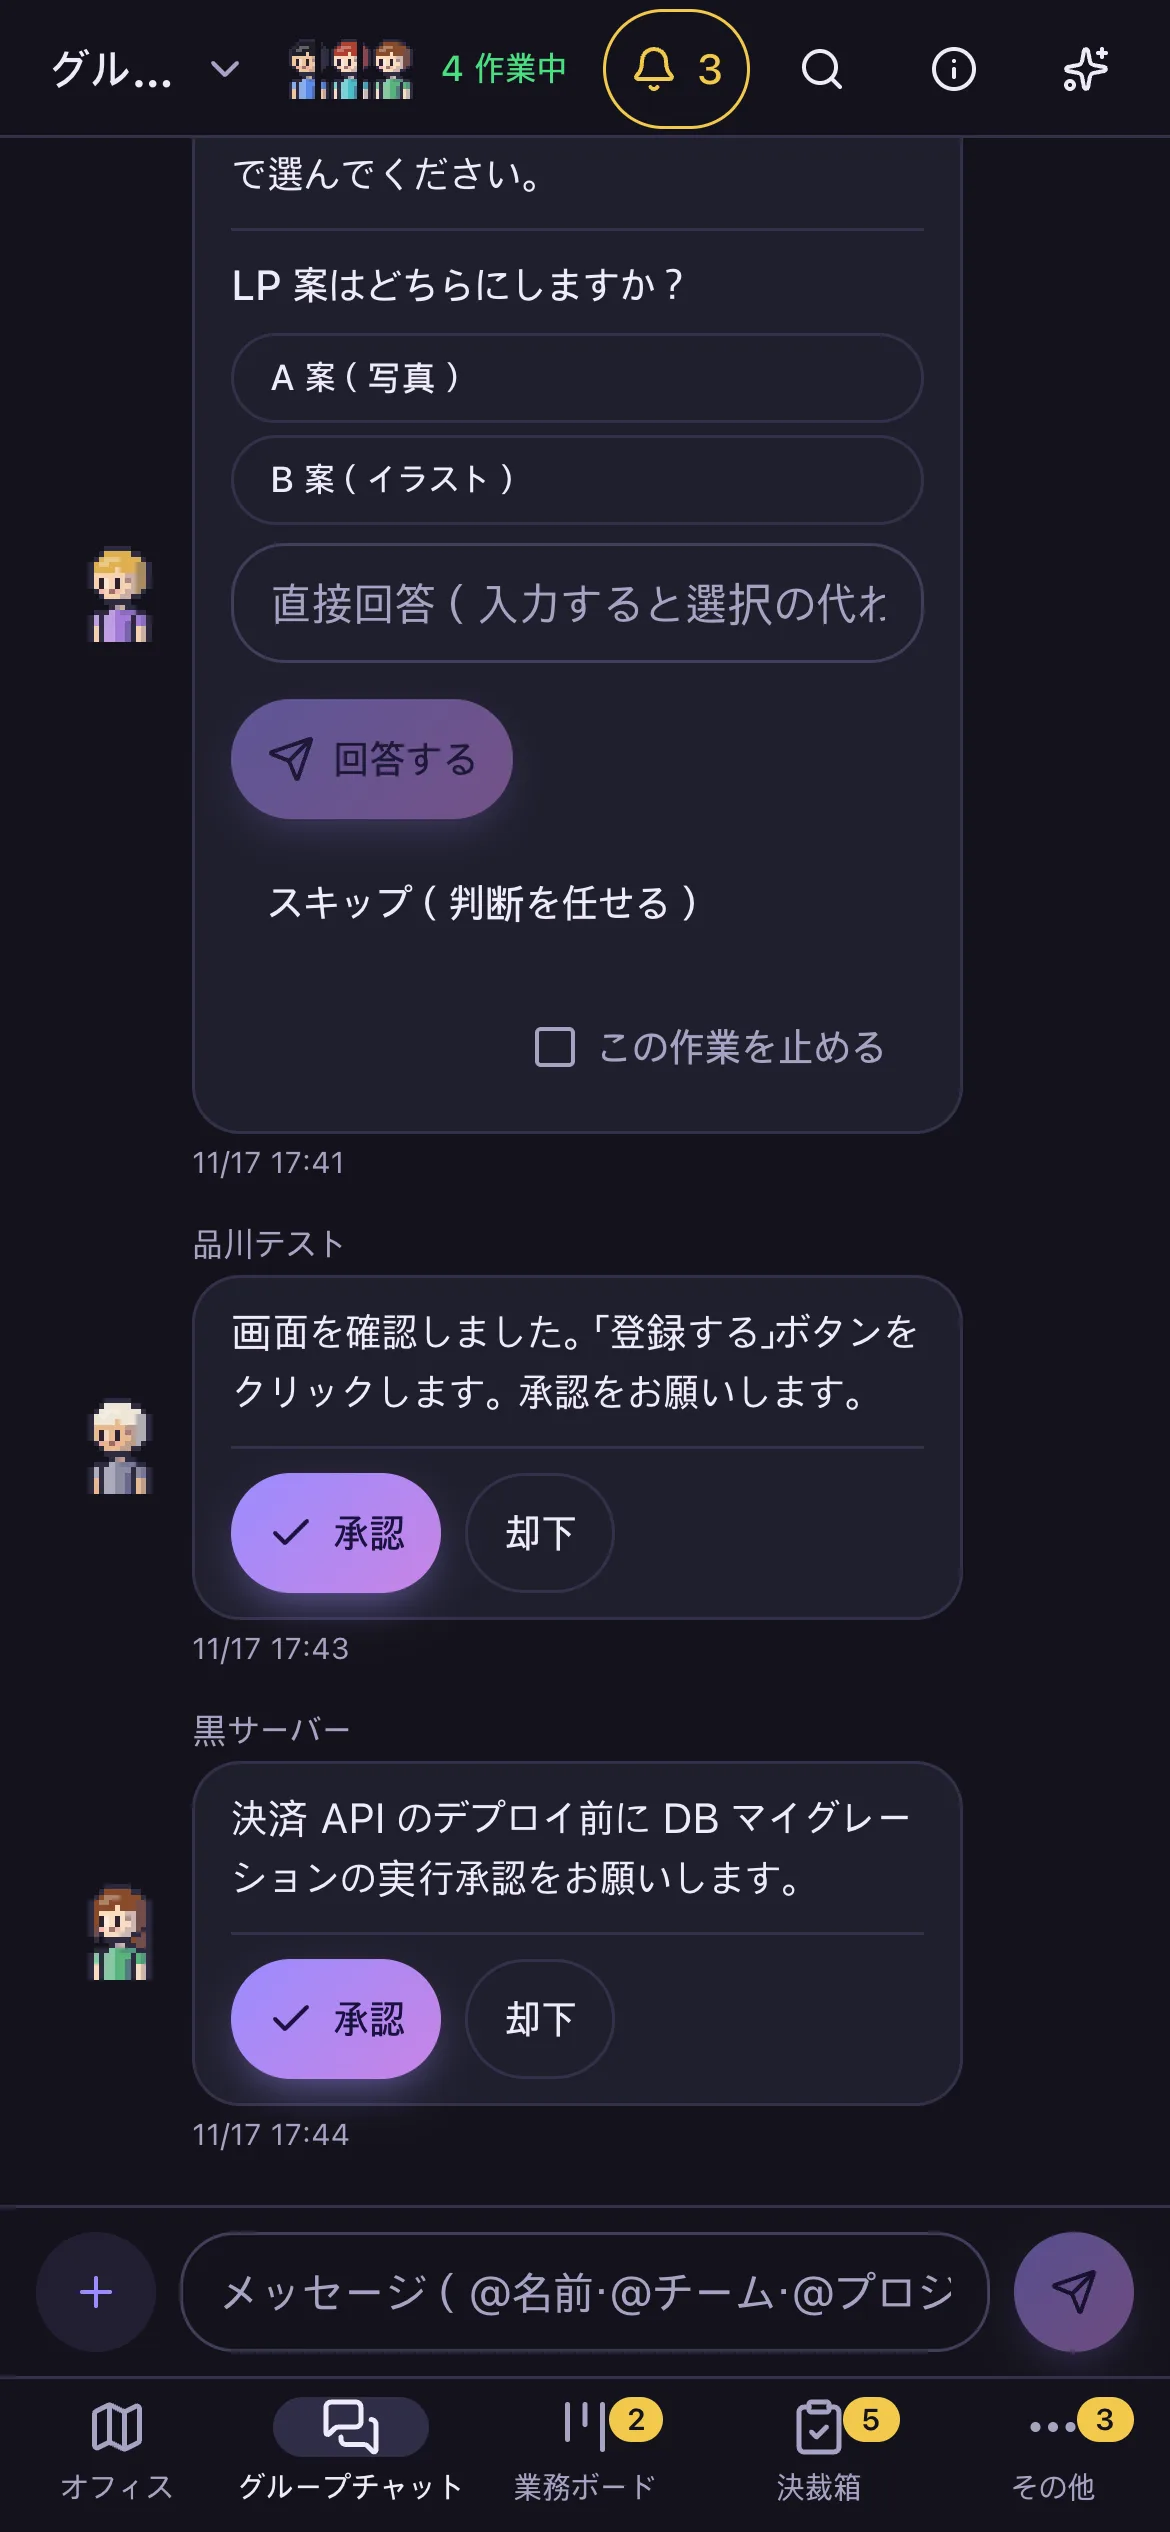 グル...
4 作業中
3
で選んでください。
LP 案はどちらにしますか？
A 案（写真）
B 案（イラスト）
直接回答（入力すると選択の代わ
回答する
スキップ（判断を任せる）
この作業を止める
11/17 17:41
品川テスト
画面を確認しました。「登録する」ボタンを
クリックします。承認をお願いします。
承認
却下
11/17 17:43
黒サーバー
決済 API のデプロイ前に DB マイグレー
ションの実行承認をお願いします。
承認
却下
11/17 17:44
メッセージ（@名前·@チーム·@プロジ
2
5
3
オフィス
グループチャット
業務ボード
決裁箱
その他